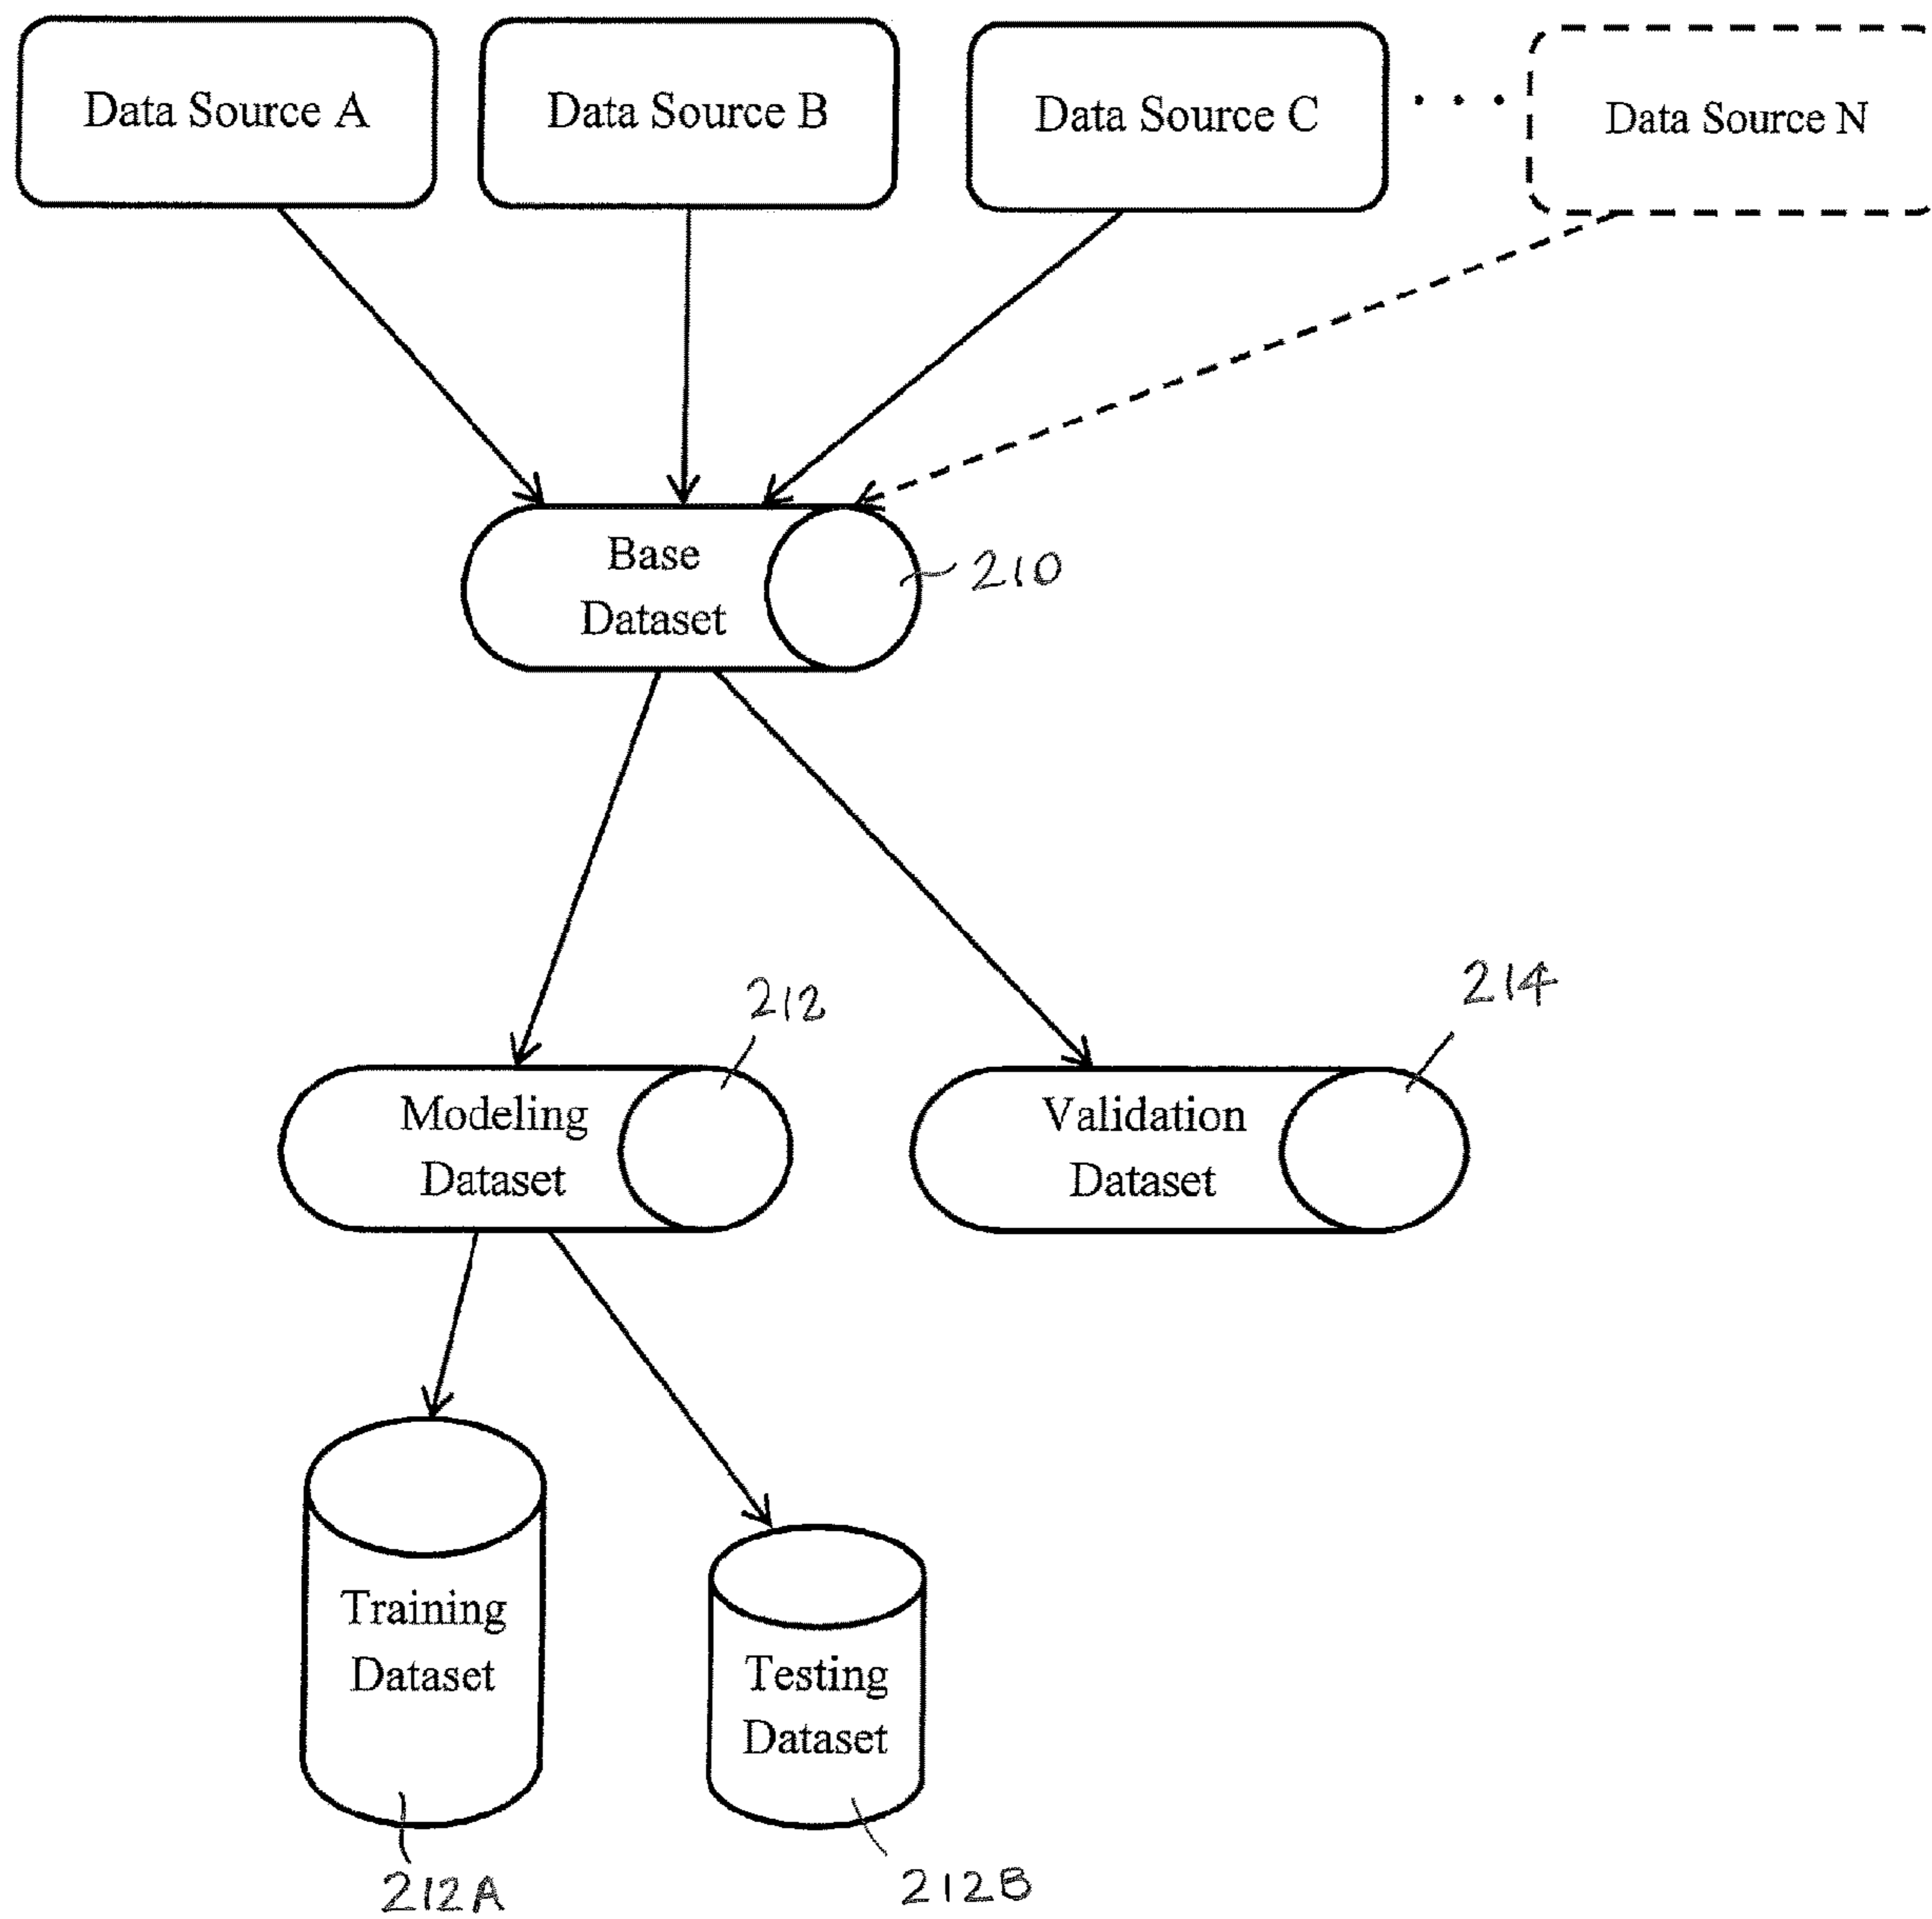 Data Source A
Data Source B
Data Source C
. . .
Data Source N
Base
Dataset
210
212
214
Modeling
Dataset
Validation
Dataset
Training
Dataset
Testing
Dataset
212A
212B